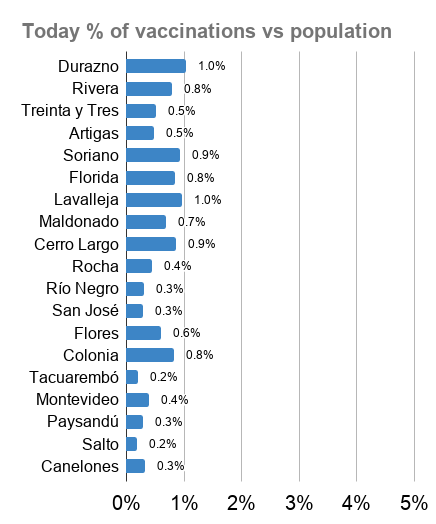 Today % of vaccinations vs population
Durazno 1.0%
Rivera 0.8%
Treinta y Tres 0.5%
Artigas 0.5%
Soriano 0.9%
Florida 0.8%
Lavalleja 1.0%
Maldonado 0.7%
Cerro Largo 0.9%
Rocha 0.4%
Río Negro 0.3%
San José 0.3%
Flores 0.6%
Colonia 0.8%
Tacuarembó 0.2%
Montevideo 0.4%
Paysandú 0.3%
Salto 0.2%
Canelones 0.3%
0% 1% 2% 3% 4% 5%